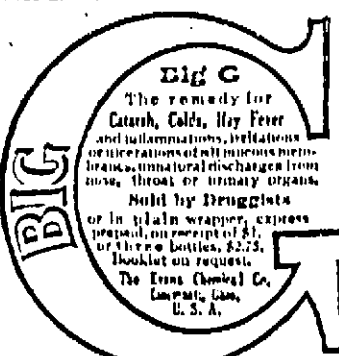 BIG
Big G
The remedy for
Catarrh, Colds, Hay Fever
and inflammations, irritations
or ulcerations of all mucous mem-
branes, unnatural discharges from
nose, throat or urinary organs.
Sold by Druggists
or in plain wrapper, express
prepaid, on receipt of $1,
or three bottles, $2.75.
Booklet on request.
The Evans Chemical Co.
Cincinnati, Ohio,
U. S. A.